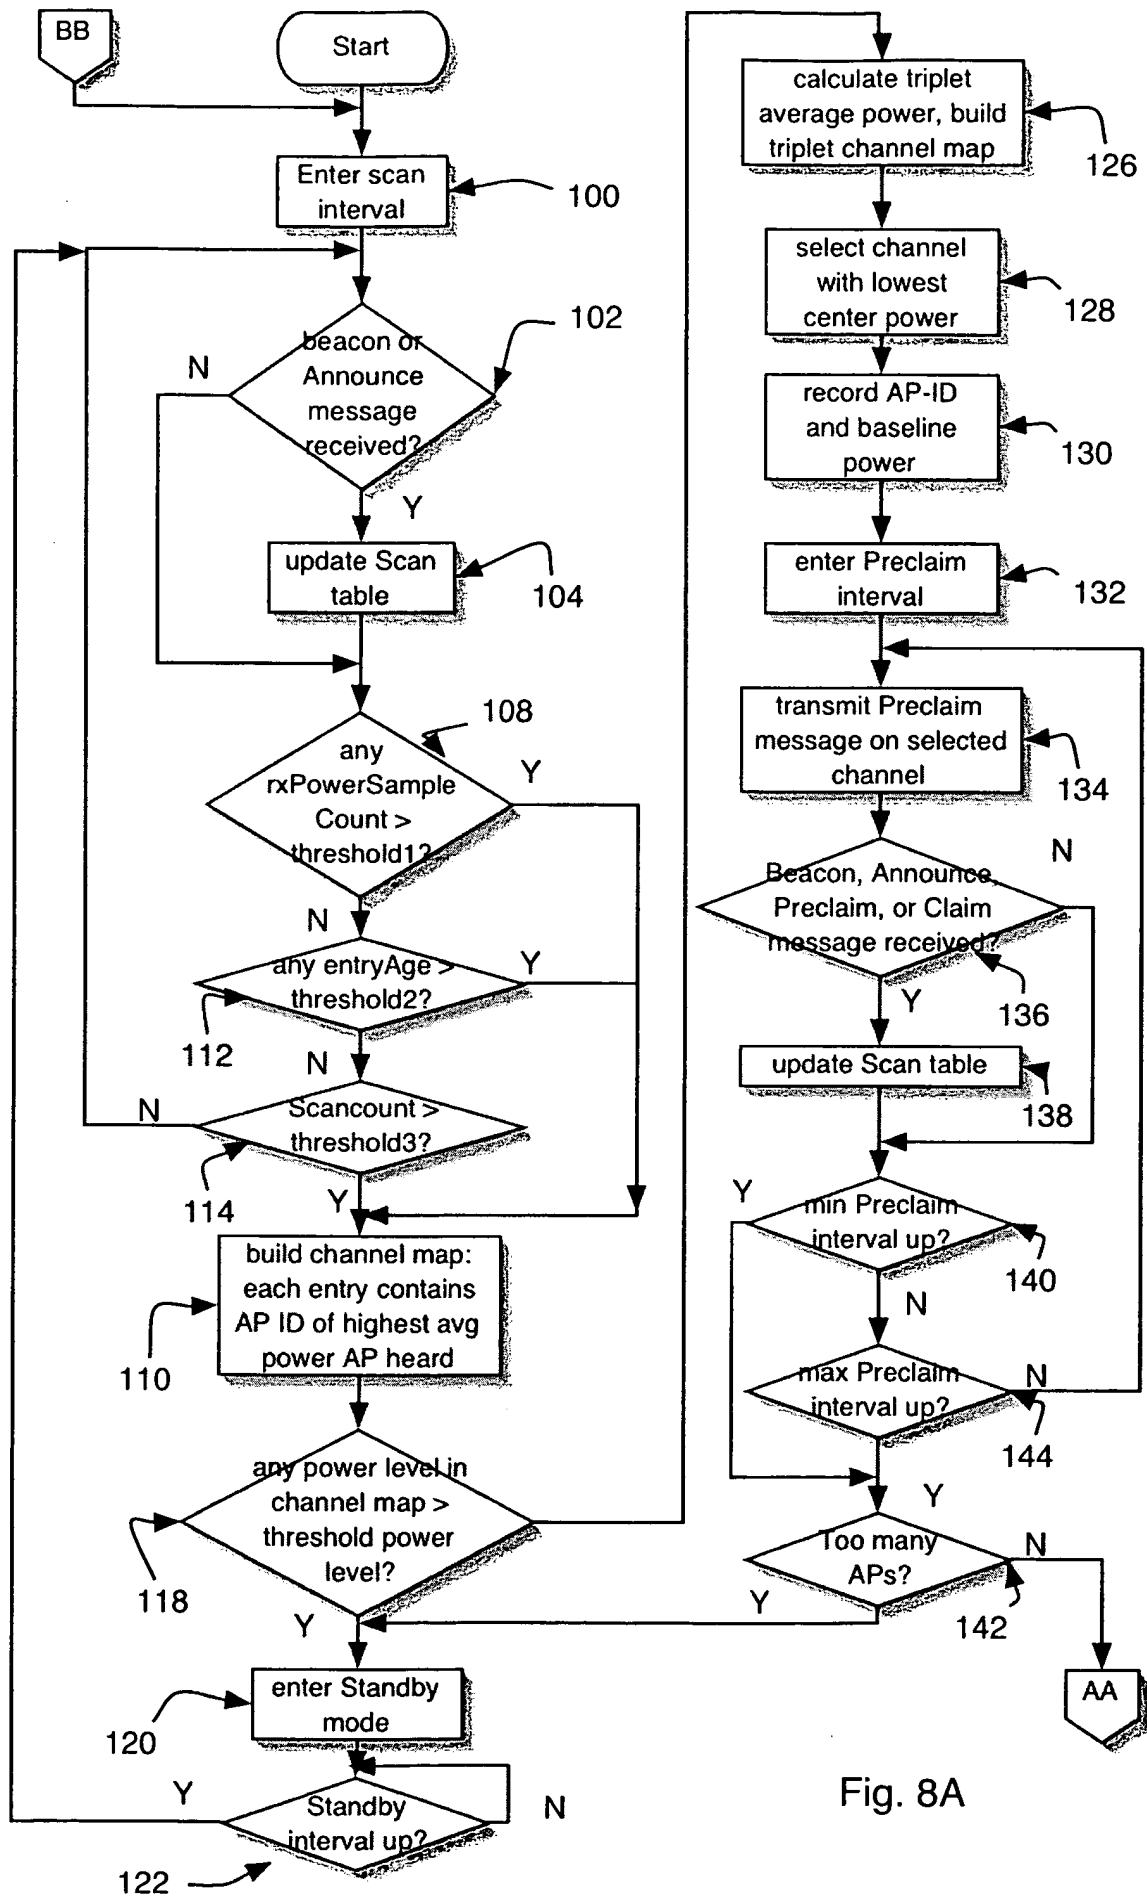 BB
Start
Enter scan
interval
100
beacon or
Announce
message
received?
102
N
Y
update Scan
table
104
any
rxPowerSample
Count >
threshold1?
108
Y
N
any entryAge >
threshold2?
Y
112
N
Scancount >
threshold3?
N
114
Y
build channel map:
each entry contains
AP ID of highest avg
power AP heard
110
any power level in
channel map >
threshold power
level?
118
Y
enter Standby
mode
120
Standby
interval up?
Y
N
122
calculate triplet
average power, build
triplet channel map
126
select channel
with lowest
center power
128
record AP-ID
and baseline
power
130
enter Preclaim
interval
132
transmit Preclaim
message on selected
channel
134
Beacon, Announce,
Preclaim, or Claim
message received?
N
136
Y
update Scan table
138
min Preclaim
interval up?
Y
140
N
max Preclaim
interval up?
N
144
Y
Too many
APs?
N
Y
142
AA
Fig. 8A